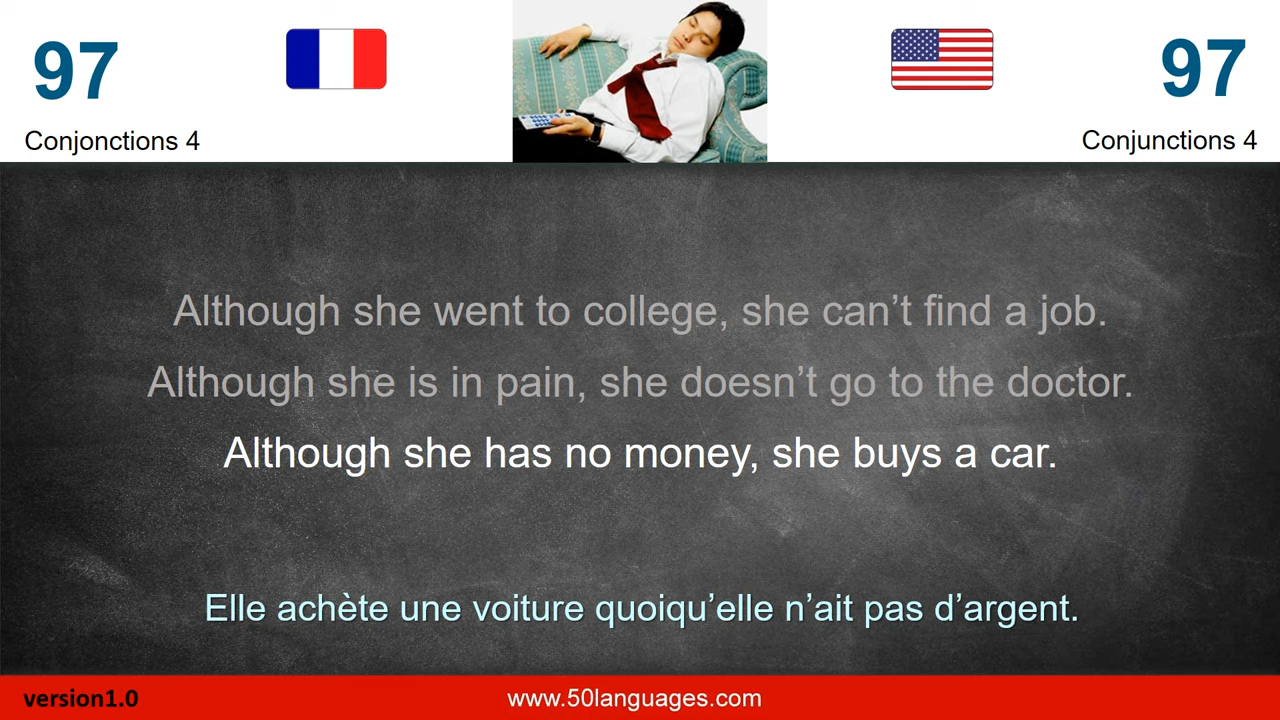 97
97
Conjonctions 4
Conjunctions 4
Although she went to college, she can’t find a job.
Although she is in pain, she doesn’t go to the doctor.
Although she has no money, she buys a car.
Elle achète une voiture quoiqu’elle n’ait pas d’argent.
version1.0
www.50languages.com